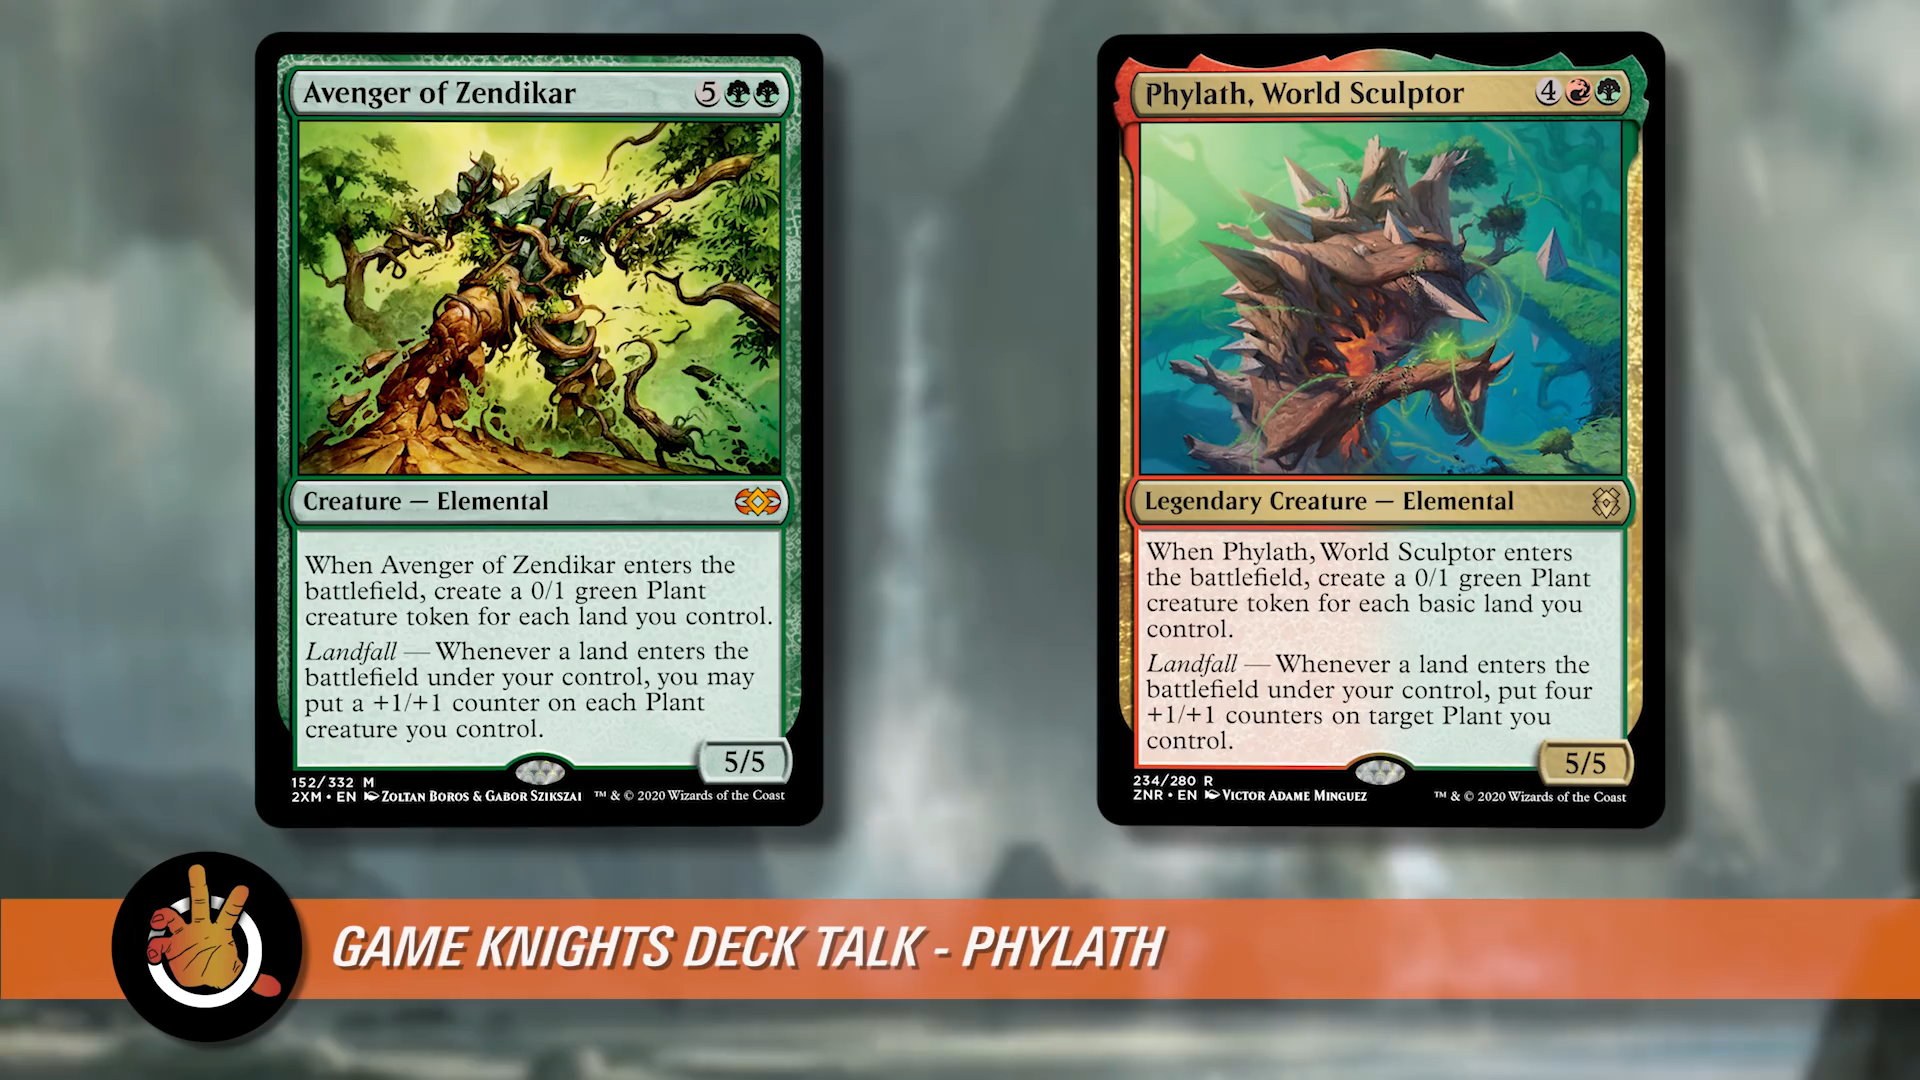 Avenger of Zendikar 5
Creature — Elemental
When Avenger of Zendikar enters the
battlefield, create a 0/1 green Plant
creature token for each land you control.
Landfall — Whenever a land enters the
battlefield under your control, you may
put a +1/+1 counter on each Plant
creature you control.
5/5
152/332 M
2XM • EN Zoltan Boros & Gabor Szikszai ™ & © 2020 Wizards of the Coast
Phylath, World Sculptor 4
Legendary Creature — Elemental
When Phylath, World Sculptor enters
the battlefield, create a 0/1 green Plant
creature token for each basic land you
control.
Landfall — Whenever a land enters the
battlefield under your control, put four
+1/+1 counters on target Plant you
control.
5/5
234/280 R
ZNR • EN Victor Adame Minguez ™ & © 2020 Wizards of the Coast
GAME KNIGHTS DECK TALK - PHYLATH